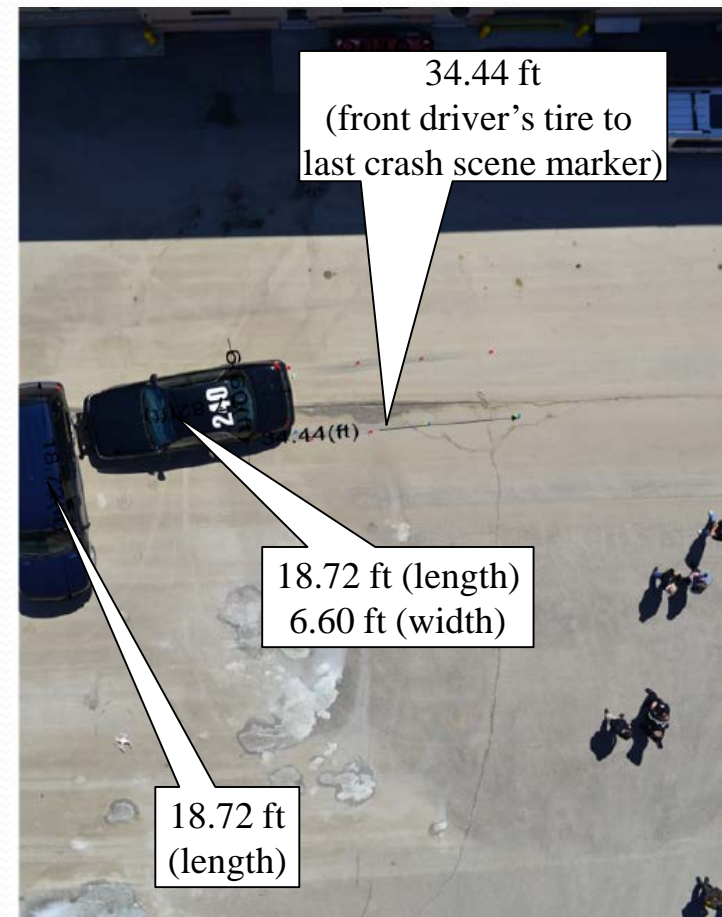 34.44 ft
(front driver's tire to
last crash scene marker)
240
34.44(ft)
18.72 ft (length)
6.60 ft (width)
18.72 ft
(length)